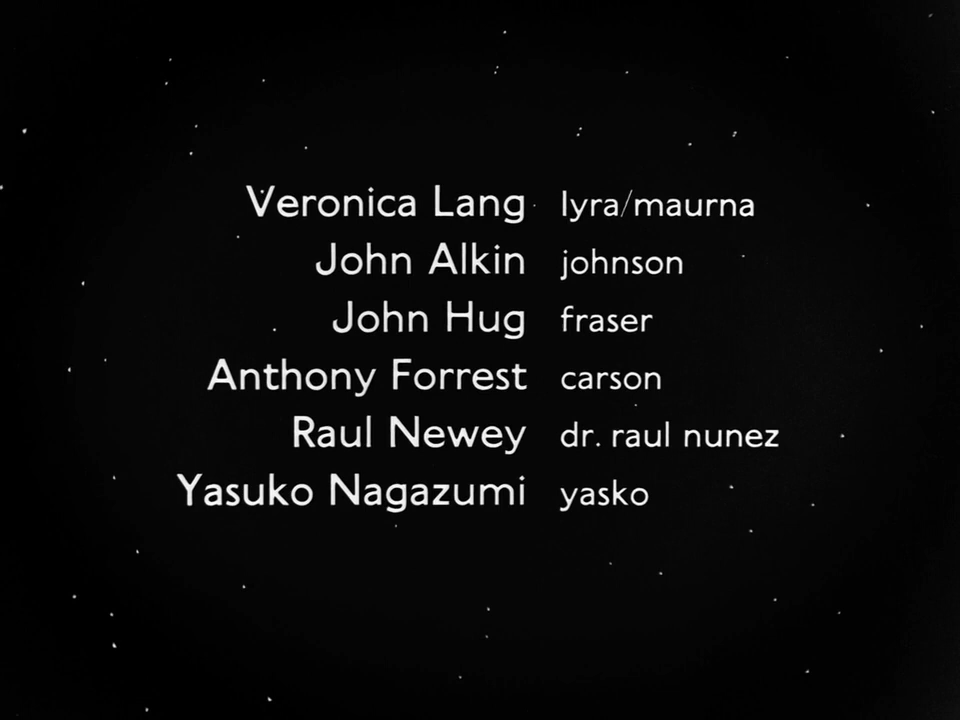 Veronica Lang lyra/maurna
John Alkin johnson
John Hug fraser
Anthony Forrest carson
Raul Newey dr. raul nunez
Yasuko Nagazumi yasko